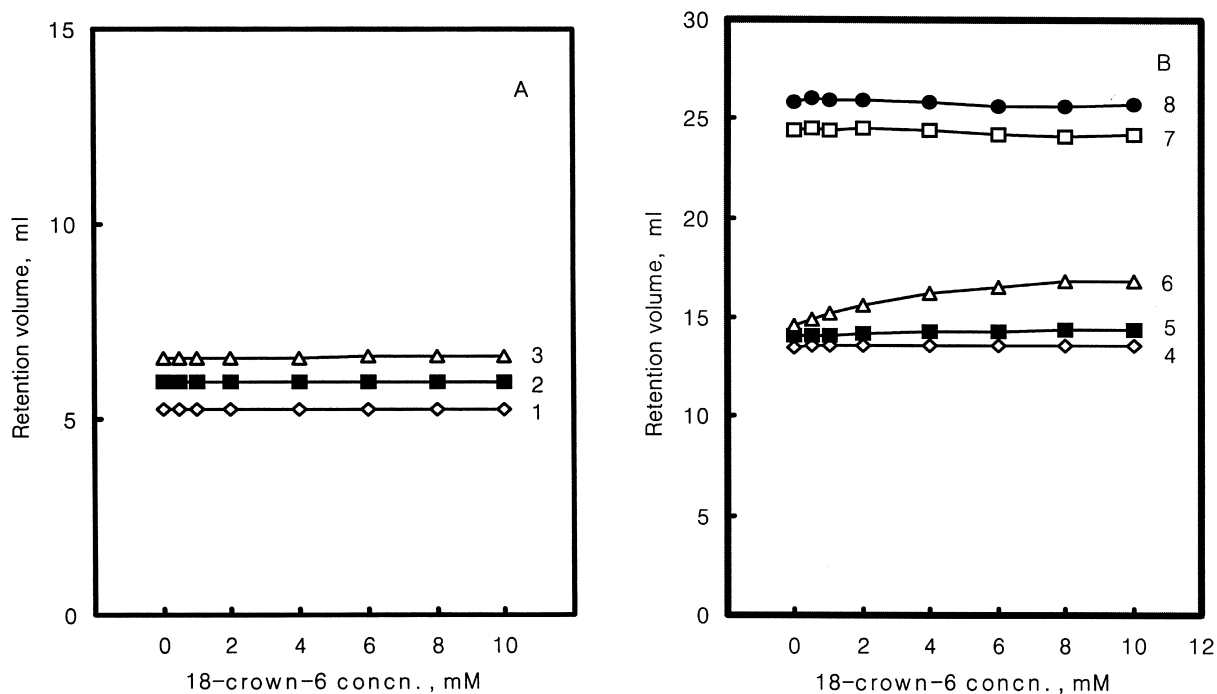 15
10
5
0
Retention volume, ml
A
3
2
1
0 2 4 6 8 10
18-crown-6 concn., mM
30
25
20
15
10
5
0
Retention volume, ml
B
8
7
6
5
4
0 2 4 6 8 10 12
18-crown-6 concn., mM